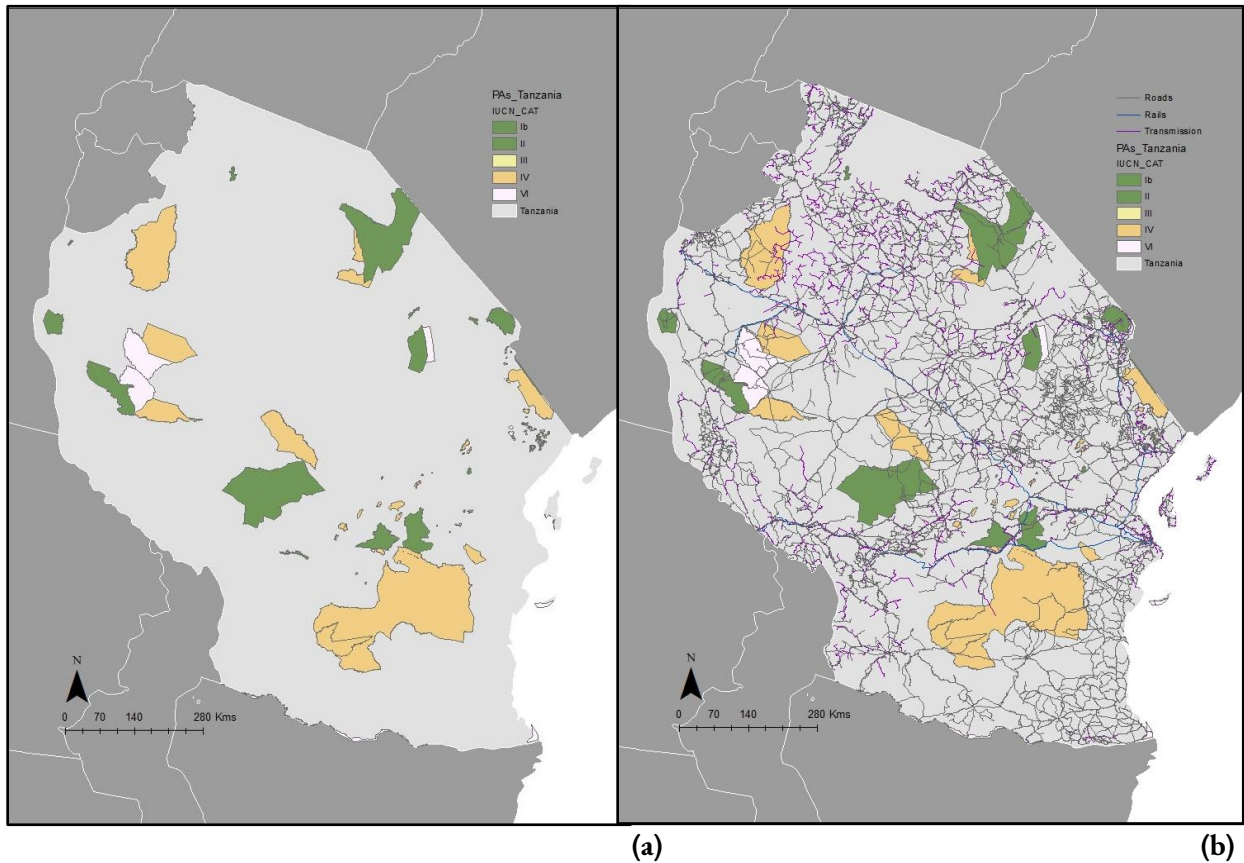 PAs_Tanzania
IUCN_CAT
Ib
II
III
IV
VI
Tanzania
N
0 70 140 280 Kms
Roads
Rails
Transmission
PAs_Tanzania
IUCN_CAT
Ib
II
III
IV
VI
Tanzania
N
0 70 140 280 Kms
(a)
(b)